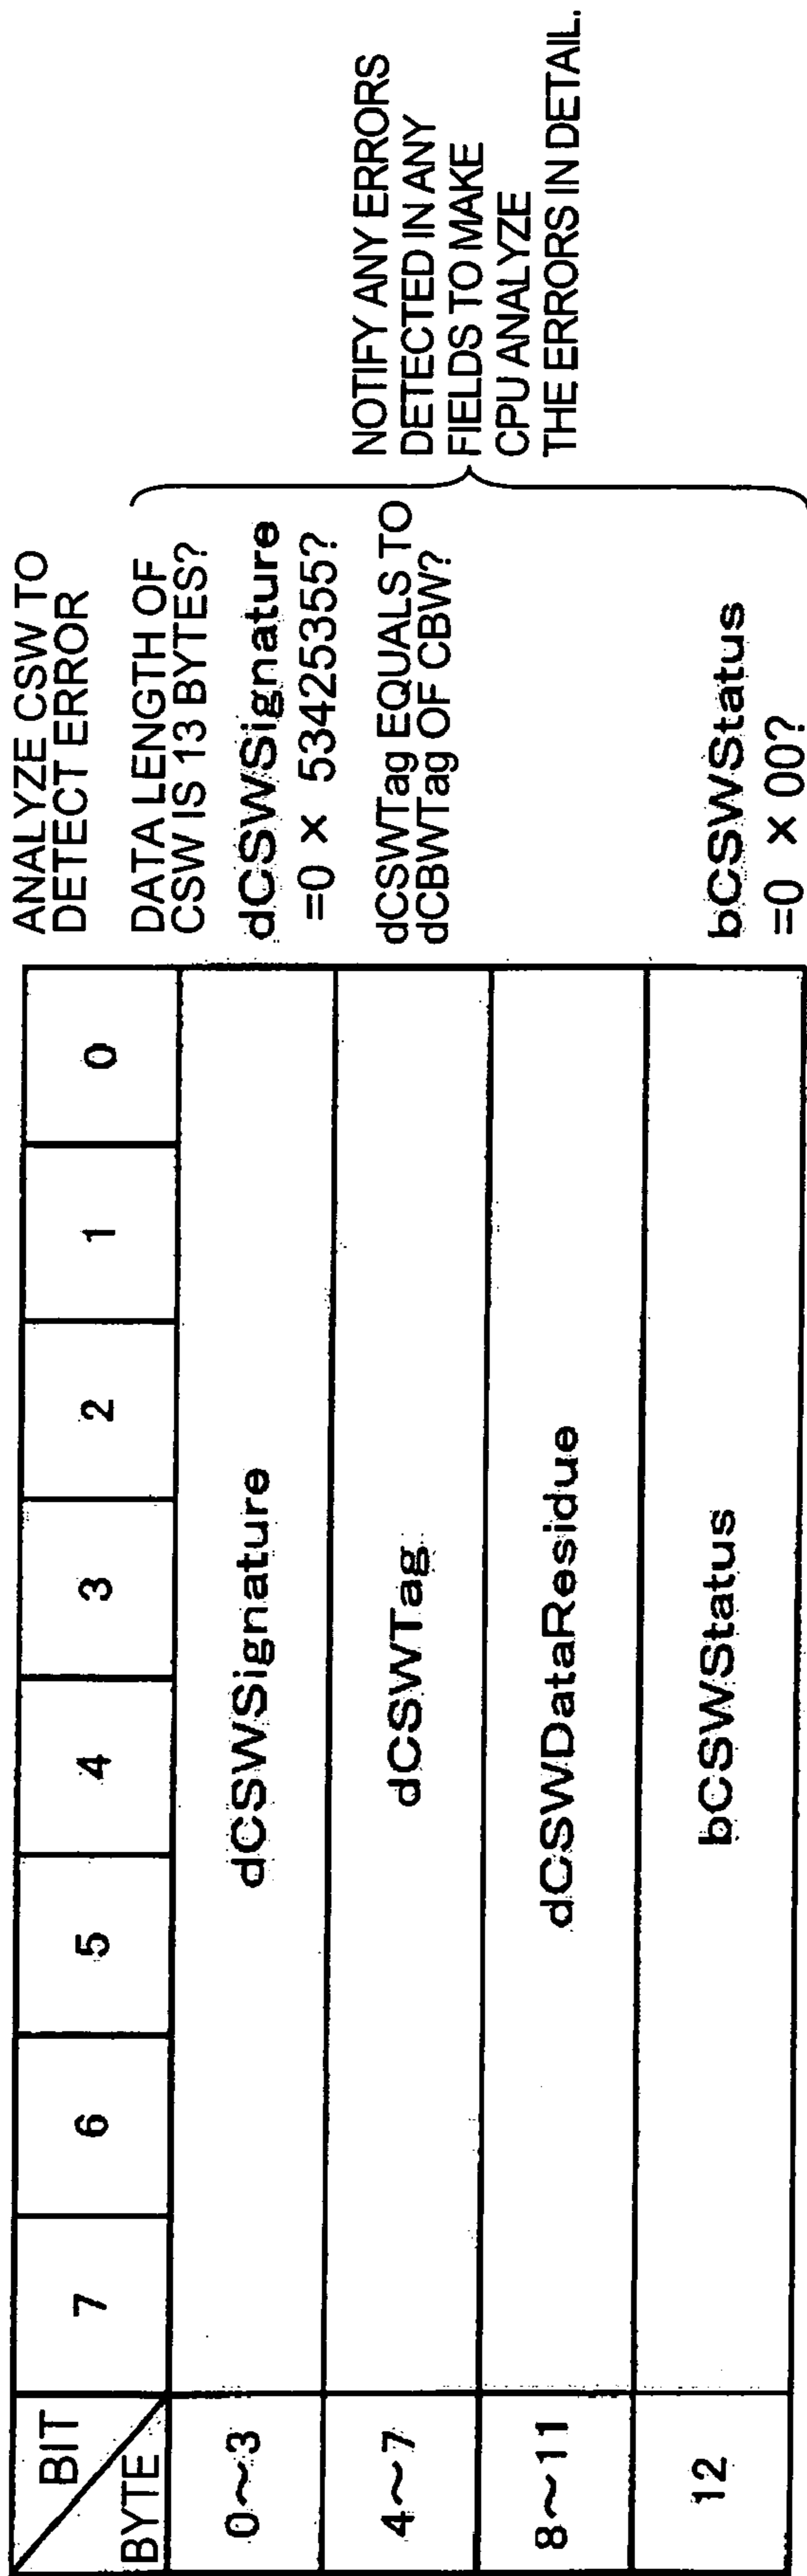 BIT
BYTE
7 6 5 4 3 2 1 0
0~3
dCSWSignature
4~7
dCSWTag
8~11
dCSWDataResidue
12
bCSWStatus
ANALYZE CSW TO
DETECT ERROR
DATA LENGTH OF
CSW IS 13 BYTES?
dCSWSignature
=0 × 53425355?
dCSWTag EQUALS TO
dCBWTag OF CBW?
bCSWStatus
=0 × 00?
NOTIFY ANY ERRORS
DETECTED IN ANY
FIELDS TO MAKE
CPU ANALYZE
THE ERRORS IN DETAIL.